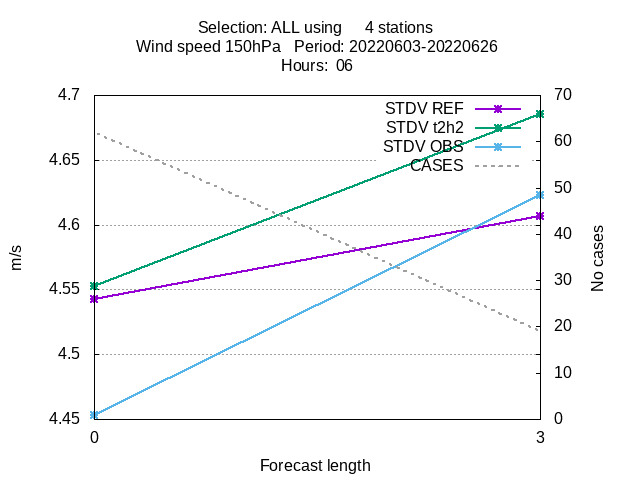 Selection: ALL using     4 stations
Wind speed 150hPa   Period: 20220603-20220626
Hours:  06
4.7
4.65
4.6
4.55
4.5
4.45
70
60
50
40
30
20
10
0
STDV REF
STDV t2h2
STDV OBS
CASES
m/s
No cases
0
3
Forecast length